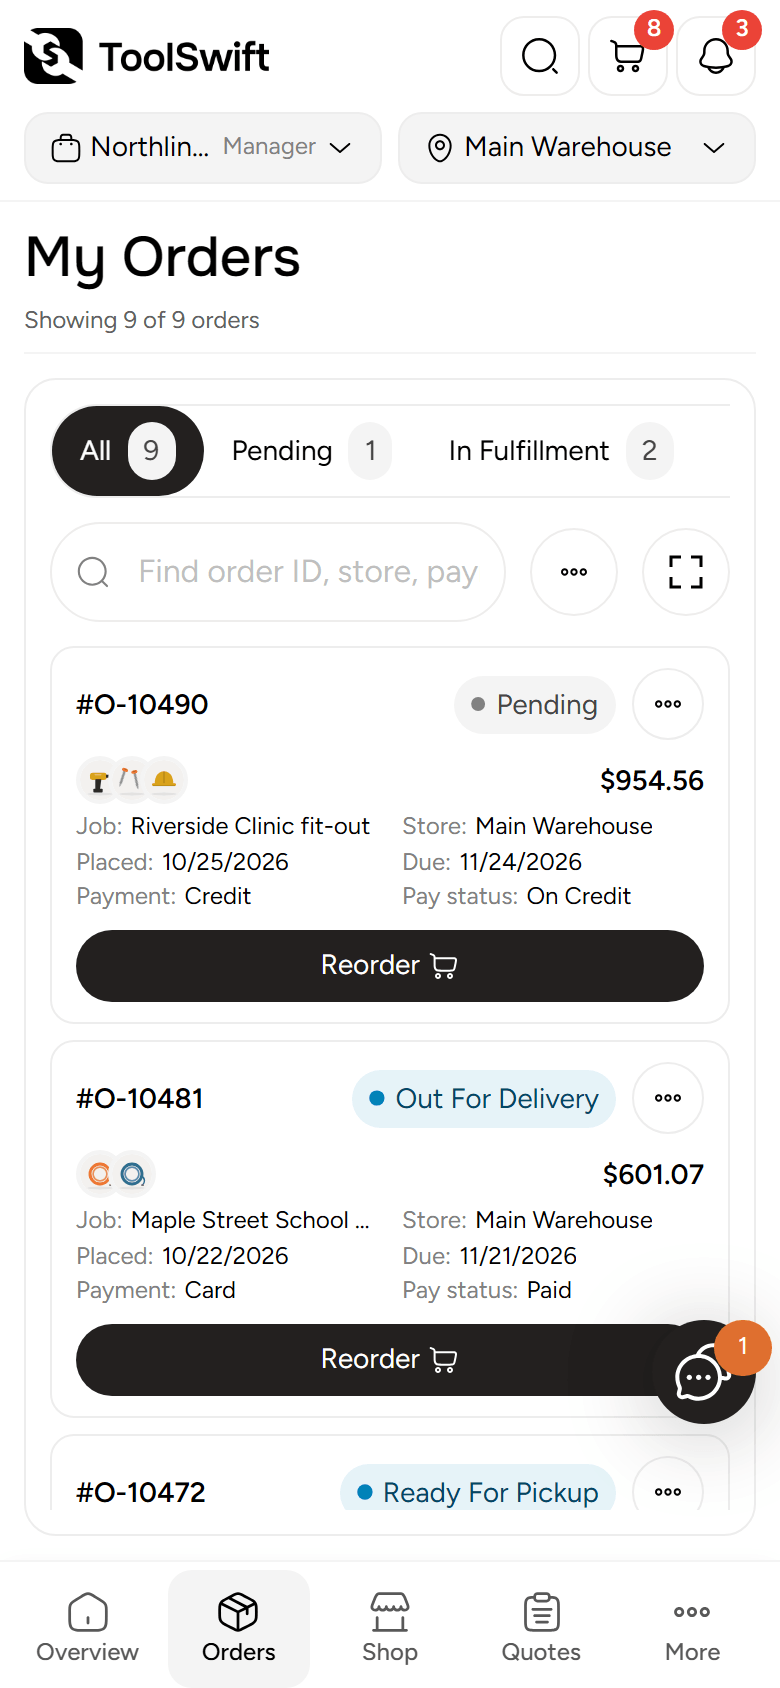 ToolSwift
8
3
Northlin... Manager
Main Warehouse
My Orders
Showing 9 of 9 orders
All 9
Pending 1
In Fulfillment 2
Find order ID, store, pay
#O-10490
Pending
$954.56
Job: Riverside Clinic fit-out
Store: Main Warehouse
Placed: 10/25/2026
Due: 11/24/2026
Payment: Credit
Pay status: On Credit
Reorder
#O-10481
Out For Delivery
$601.07
Job: Maple Street School ...
Store: Main Warehouse
Placed: 10/22/2026
Due: 11/21/2026
Payment: Card
Pay status: Paid
Reorder
1
#O-10472
Ready For Pickup
Overview
Orders
Shop
Quotes
More